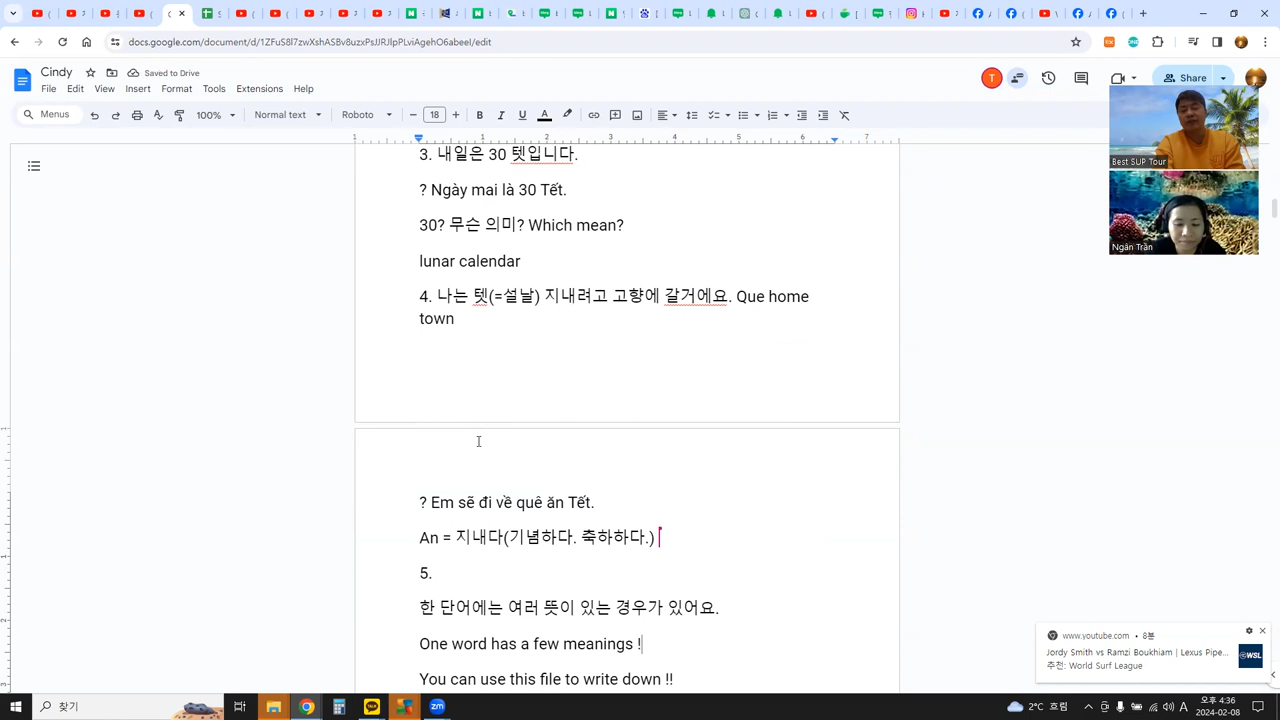 docs.google.com/document/d/1ZFuS8l7zwXshASBv8uzxPsJJRJlpPLviAgehO6abeeI/edit
Cindy
Saved to Drive
File Edit View Insert Format Tools Extensions Help
Share
Menus
100%
Normal text
Roboto
18
3. 내일은 30 텟입니다.
? Ngày mai là 30 Tết.
30? 무슨 의미? Which mean?
lunar calendar
4. 나는 텟(=설날) 지내려고 고향에 갈거에요. Que home
town
? Em sẽ đi về quê ăn Tết.
An = 지내다(기념하다. 축하하다.)
5.
한 단어에는 여러 뜻이 있는 경우가 있어요.
One word has a few meanings !
You can use this file to write down !!
Best SUP Tour
Ngân Trần
www.youtube.com • 8분
Jordy Smith vs Ramzi Boukhiam | Lexus Pipe...
추천: World Surf League
WSL
찾기
2°C 흐림
A
오후 4:36
2024-02-08